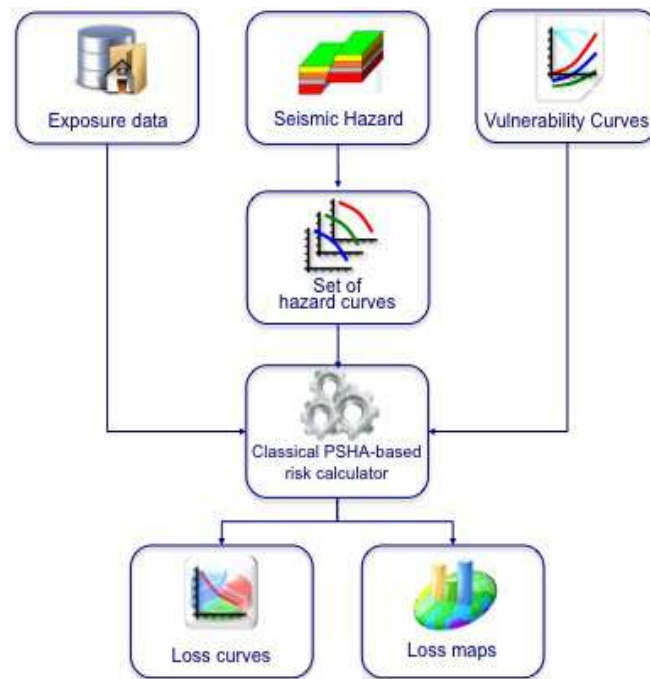 Exposure data
Seismic Hazard
Vulnerability Curves
Set of
hazard curves
Classical PSHA-based
risk calculator
Loss curves
Loss maps